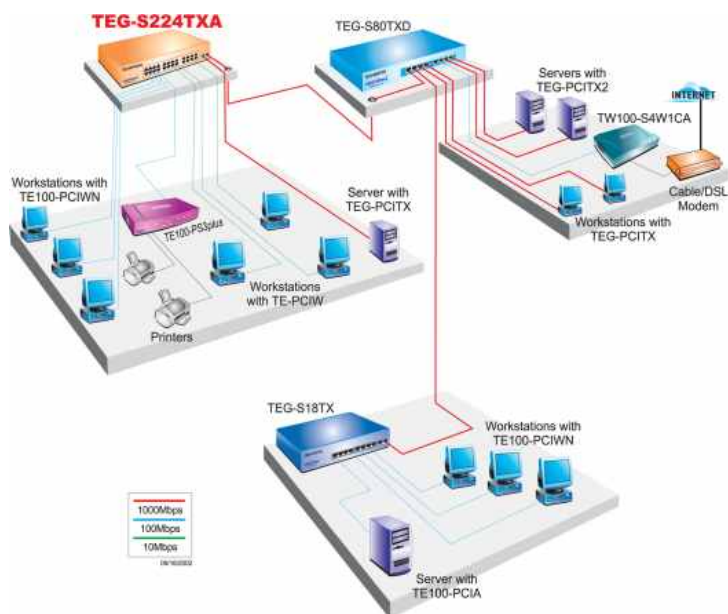 TEG-S224TXA
TEG-S80TXD
Servers with
TEG-PCITX2
INTERNET
TW100-S4W1CA
Cable/DSL
Modem
Workstations with
TEG-PCITX
Workstations with
TE100-PCIWN
TE100-PS3plus
Server with
TEG-PCITX
Workstations
with TE-PCIW
Printers
TEG-S18TX
Workstations with
TE100-PCIWN
Server with
TE100-PCIA
1000Mbps
100Mbps
10Mbps